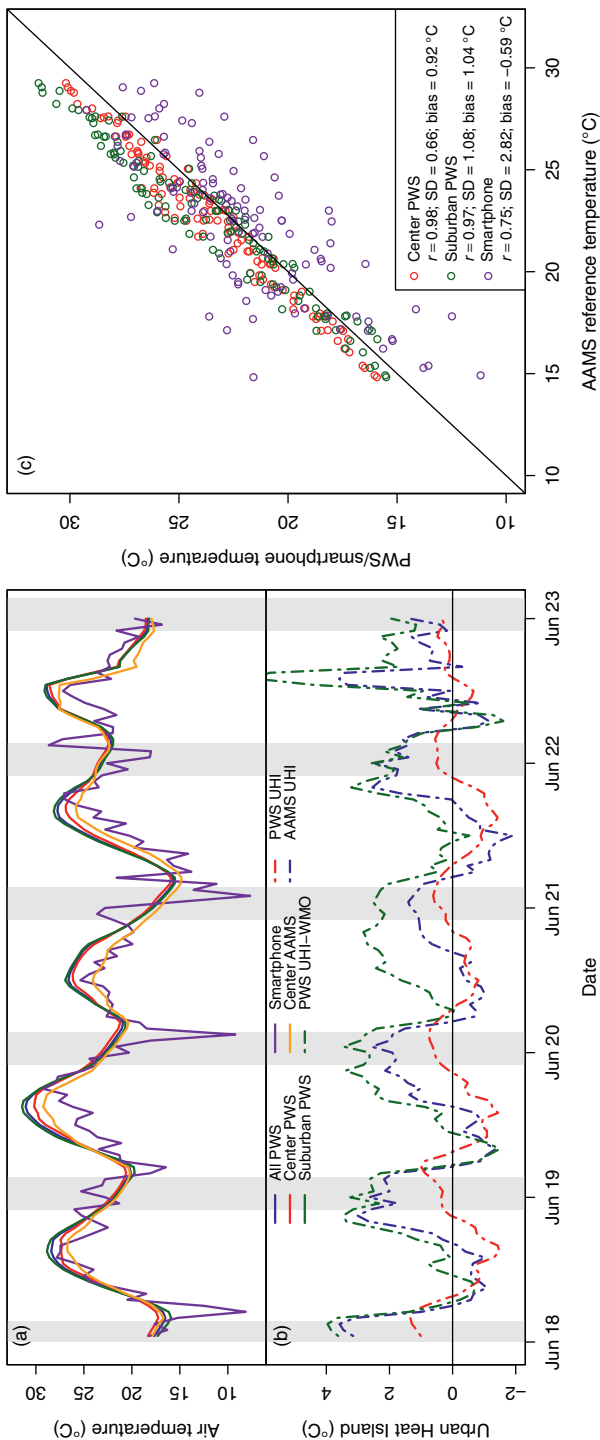 (a)
Air temperature (°C)
30
25
20
15
10
All PWS
Center PWS
Suburban PWS
Smartphone
Center AAMS
PWS UHI–WMO
PWS UHI
AAMS UHI
(b)
Urban Heat Island (°C)
4
2
0
−2
Jun 18
Jun 19
Jun 20
Jun 21
Jun 22
Jun 23
Date
(c)
PWS/smartphone temperature (°C)
30
25
20
15
10
Center PWS
r = 0.98; SD = 0.66; bias = 0.92 °C
Suburban PWS
r = 0.97; SD = 1.08; bias = 1.04 °C
Smartphone
r = 0.75; SD = 2.82; bias = −0.59 °C
10
15
20
25
30
AAMS reference temperature (°C)